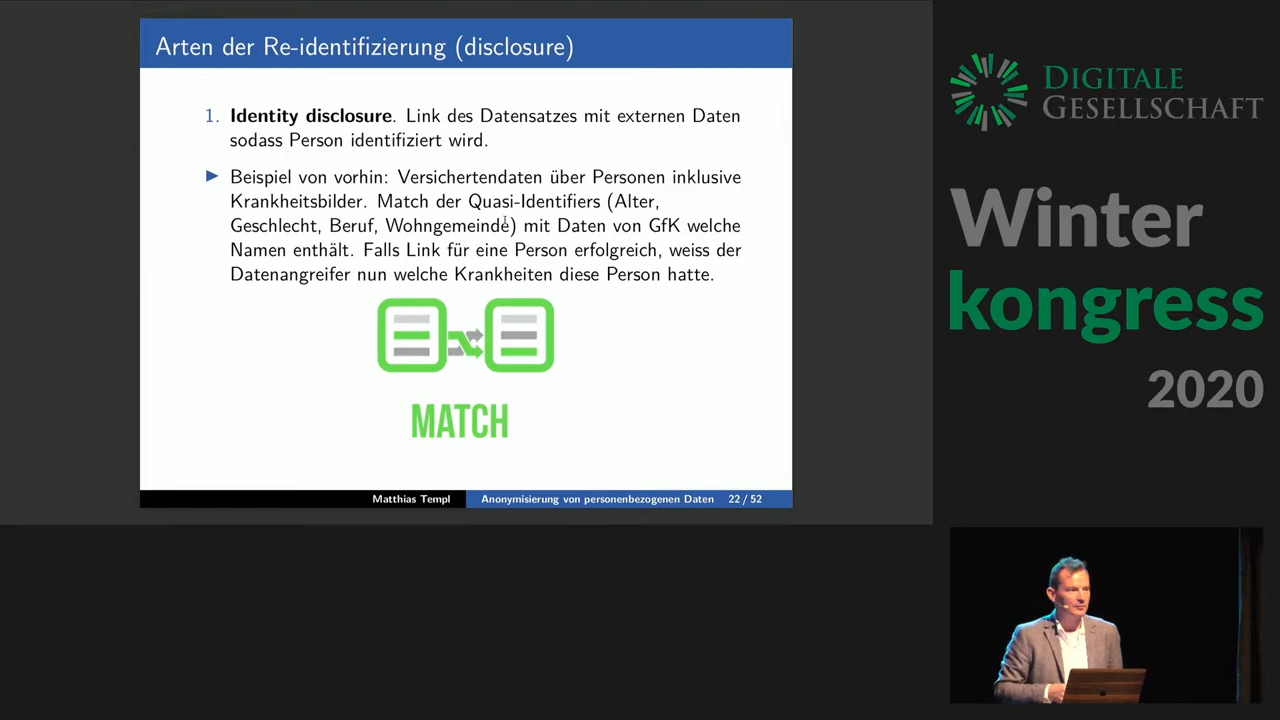 Arten der Re-identifizierung (disclosure)
1. Identity disclosure. Link des Datensatzes mit externen Daten
sodass Person identifiziert wird.
Beispiel von vorhin: Versichertendaten über Personen inklusive
Krankheitsbilder. Match der Quasi-Identifiers (Alter,
Geschlecht, Beruf, Wohngemeinde) mit Daten von GfK welche
Namen enthält. Falls Link für eine Person erfolgreich, weiss der
Datenangreifer nun welche Krankheiten diese Person hatte.
MATCH
Matthias Templ Anonymisierung von personenbezogenen Daten 22 / 52
DIGITALE
GESELLSCHAFT
Winter
kongress
2020